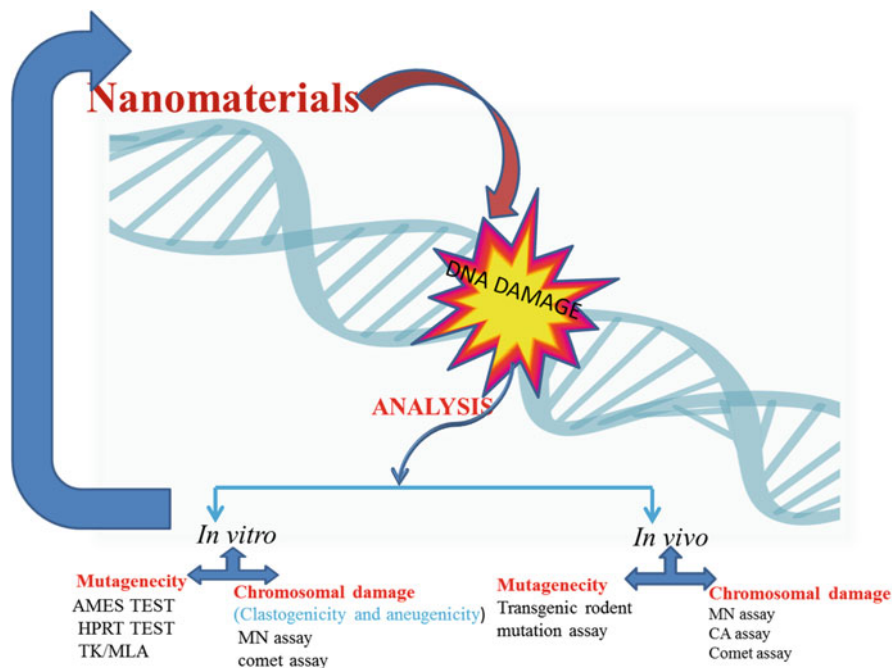 Nanomaterials
DNA DAMAGE
ANALYSIS
In vitro
Mutagenecity
AMES TEST
HPRT TEST
TK/MLA
Chromosomal damage
(Clastogenicity and aneugenicity)
MN assay
comet assay
In vivo
Mutagenecity
Transgenic rodent
mutation assay
Chromosomal damage
MN assay
CA assay
Comet assay